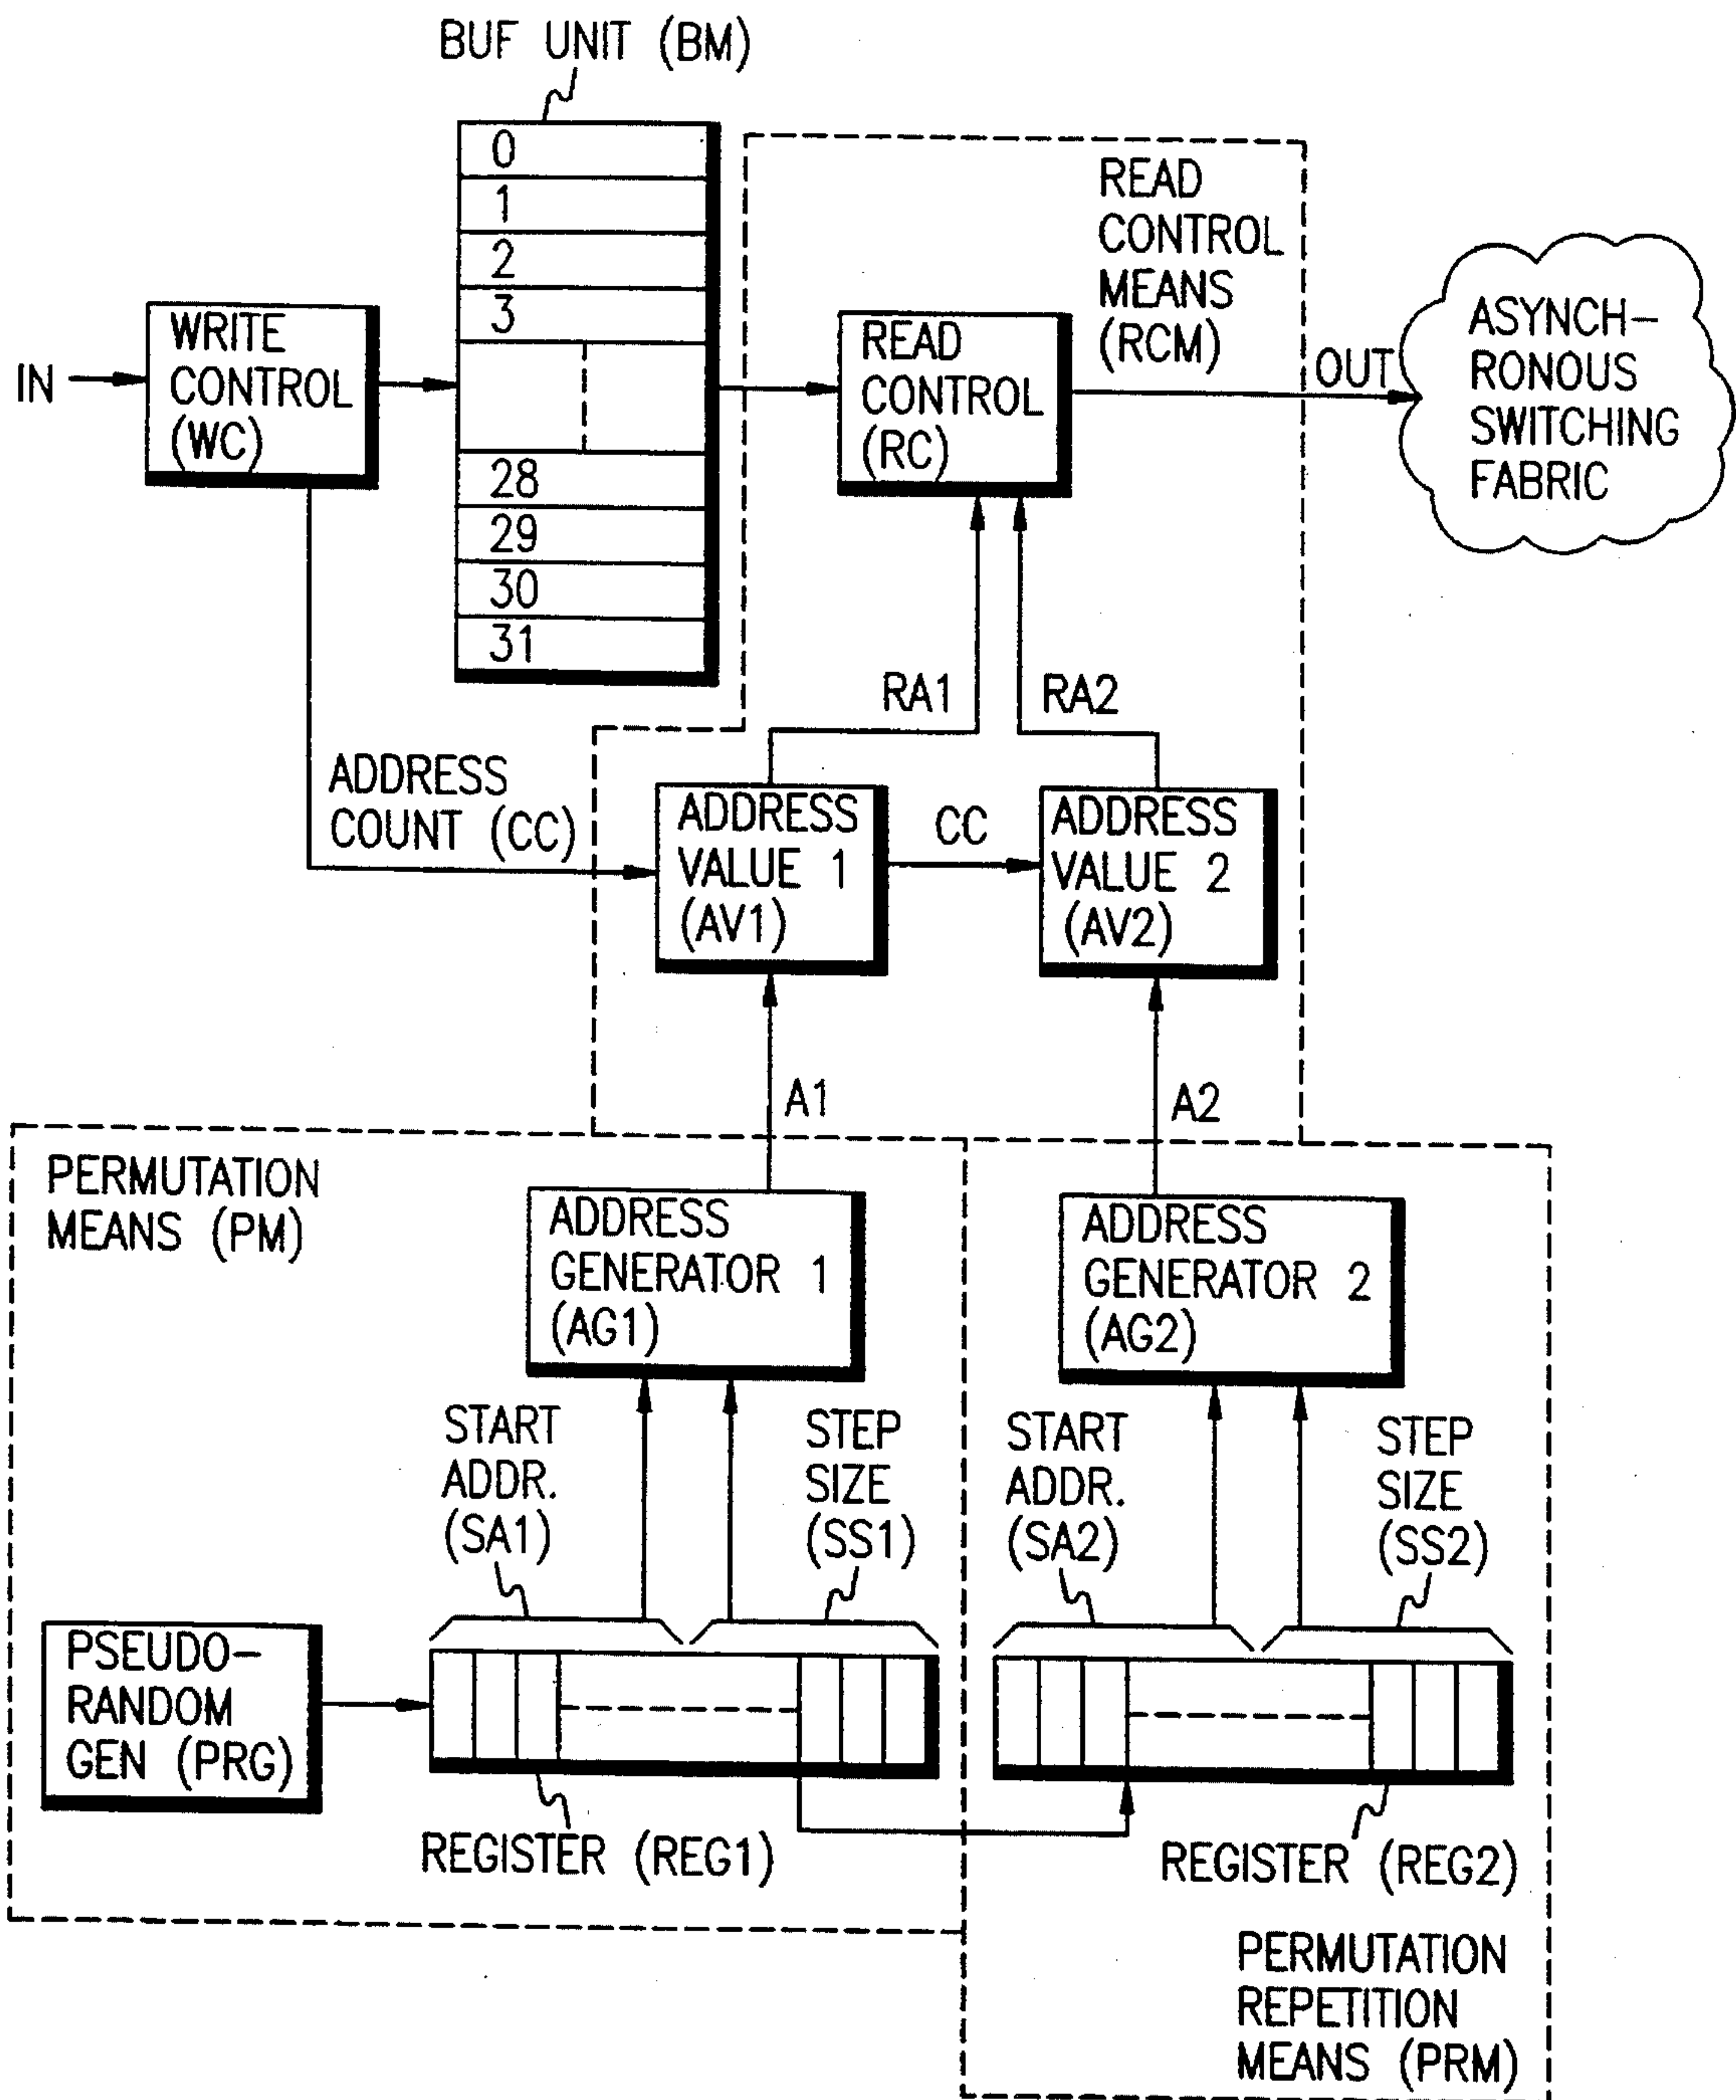 BUF UNIT (BM)
0
1
2
3
28
29
30
31
IN
WRITE
CONTROL
(WC)
READ
CONTROL
MEANS
(RCM)
READ
CONTROL
(RC)
OUT
ASYNCH-
RONOUS
SWITCHING
FABRIC
RA1
RA2
ADDRESS
COUNT (CC)
ADDRESS
VALUE 1
(AV1)
CC
ADDRESS
VALUE 2
(AV2)
A1
A2
PERMUTATION
MEANS (PM)
ADDRESS
GENERATOR 1
(AG1)
ADDRESS
GENERATOR 2
(AG2)
START
ADDR.
(SA1)
STEP
SIZE
(SS1)
START
ADDR.
(SA2)
STEP
SIZE
(SS2)
PSEUDO-
RANDOM
GEN (PRG)
REGISTER (REG1)
REGISTER (REG2)
PERMUTATION
REPETITION
MEANS (PRM)